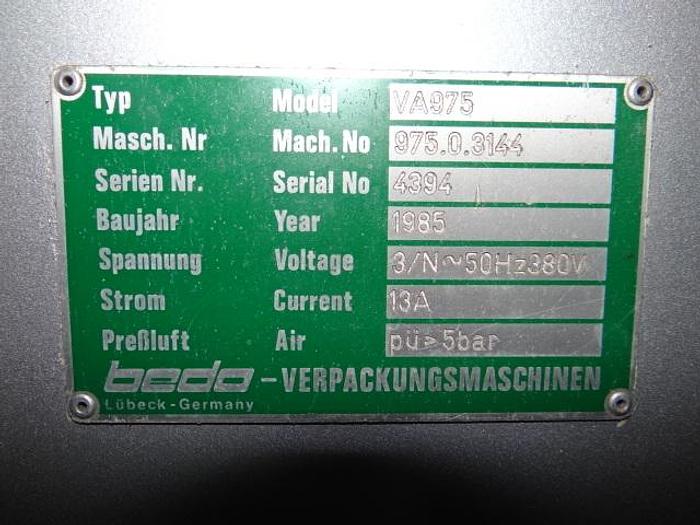 Typ Model VA975
Masch. Nr Mach. No 975.0.3144
Serien Nr. Serial No 4394
Baujahr Year 1985
Spannung Voltage 3/N~50Hz380V
Strom Current 13A
Preßluft Air pü>5bar
bedo-VERPACKUNGSMASCHINEN
Lübeck-Germany